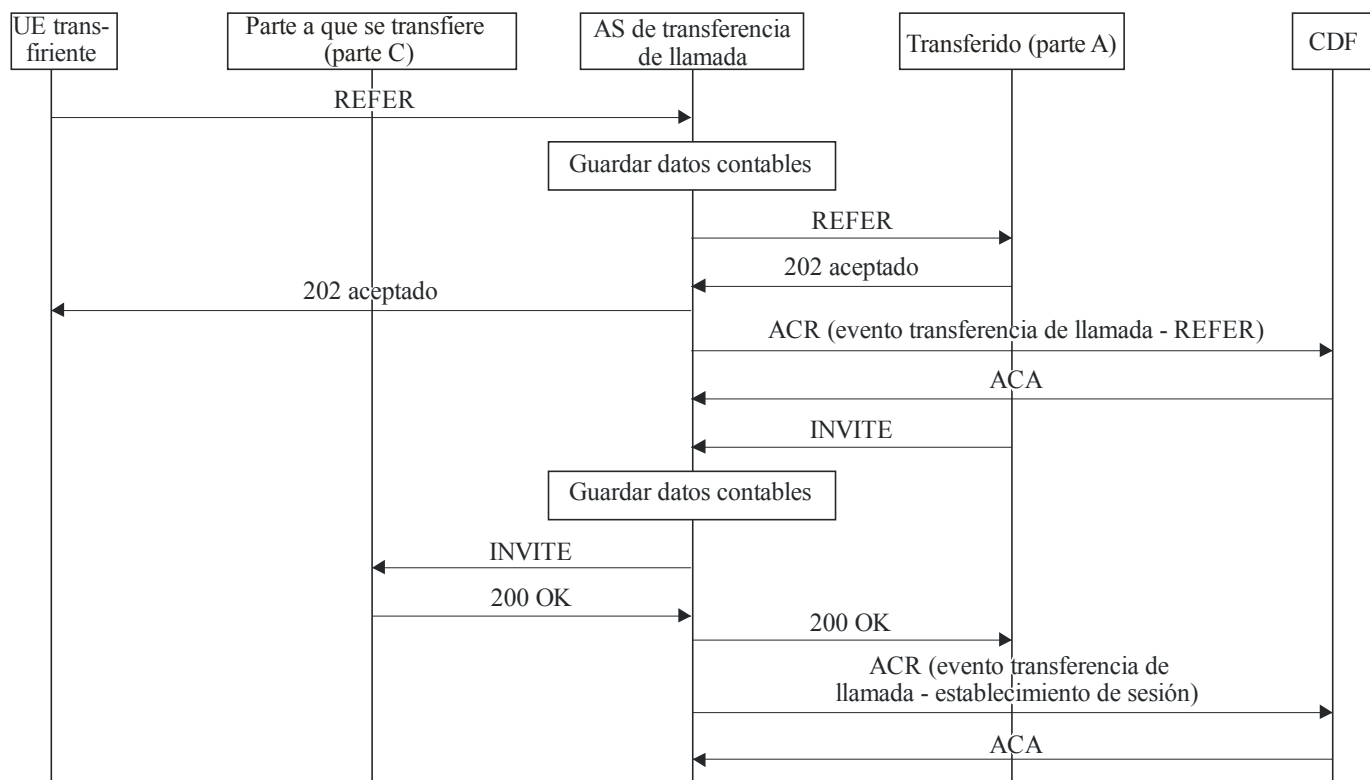 UE trans-
firiente
Parte a que se transfiere
(parte C)
AS de transferencia
de llamada
Transferido (parte A)
CDF
REFER
Guardar datos contables
REFER
202 aceptado
202 aceptado
ACR (evento transferencia de llamada - REFER)
ACA
INVITE
Guardar datos contables
INVITE
200 OK
200 OK
ACR (evento transferencia de
llamada - establecimiento de sesión)
ACA